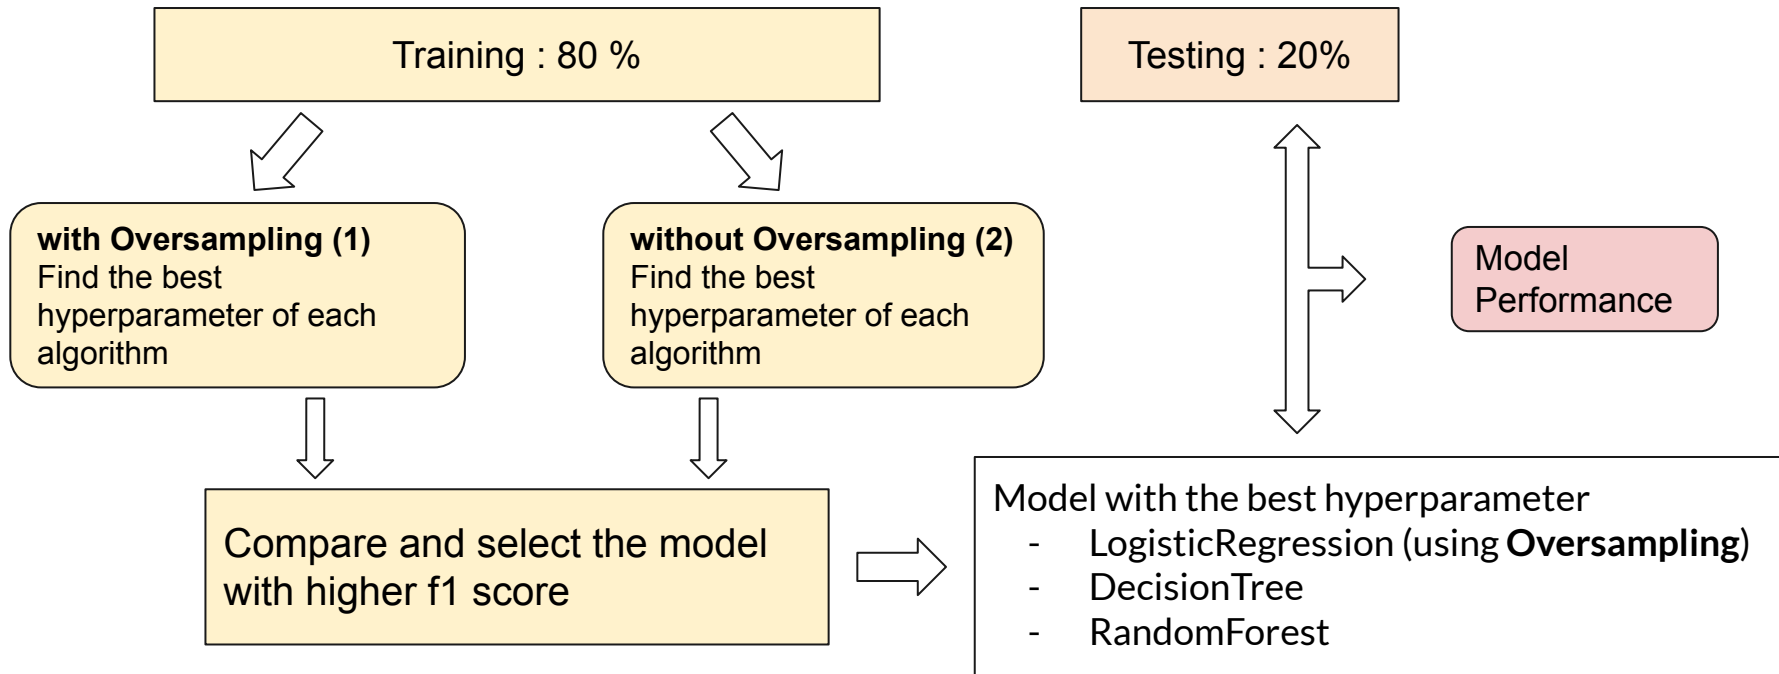 Training : 80 %
Testing : 20%
with Oversampling (1)
Find the best
hyperparameter of each
algorithm
without Oversampling (2)
Find the best
hyperparameter of each
algorithm
Model
Performance
Compare and select the model
with higher f1 score
Model with the best hyperparameter
- LogisticRegression (using Oversampling)
- DecisionTree
- RandomForest